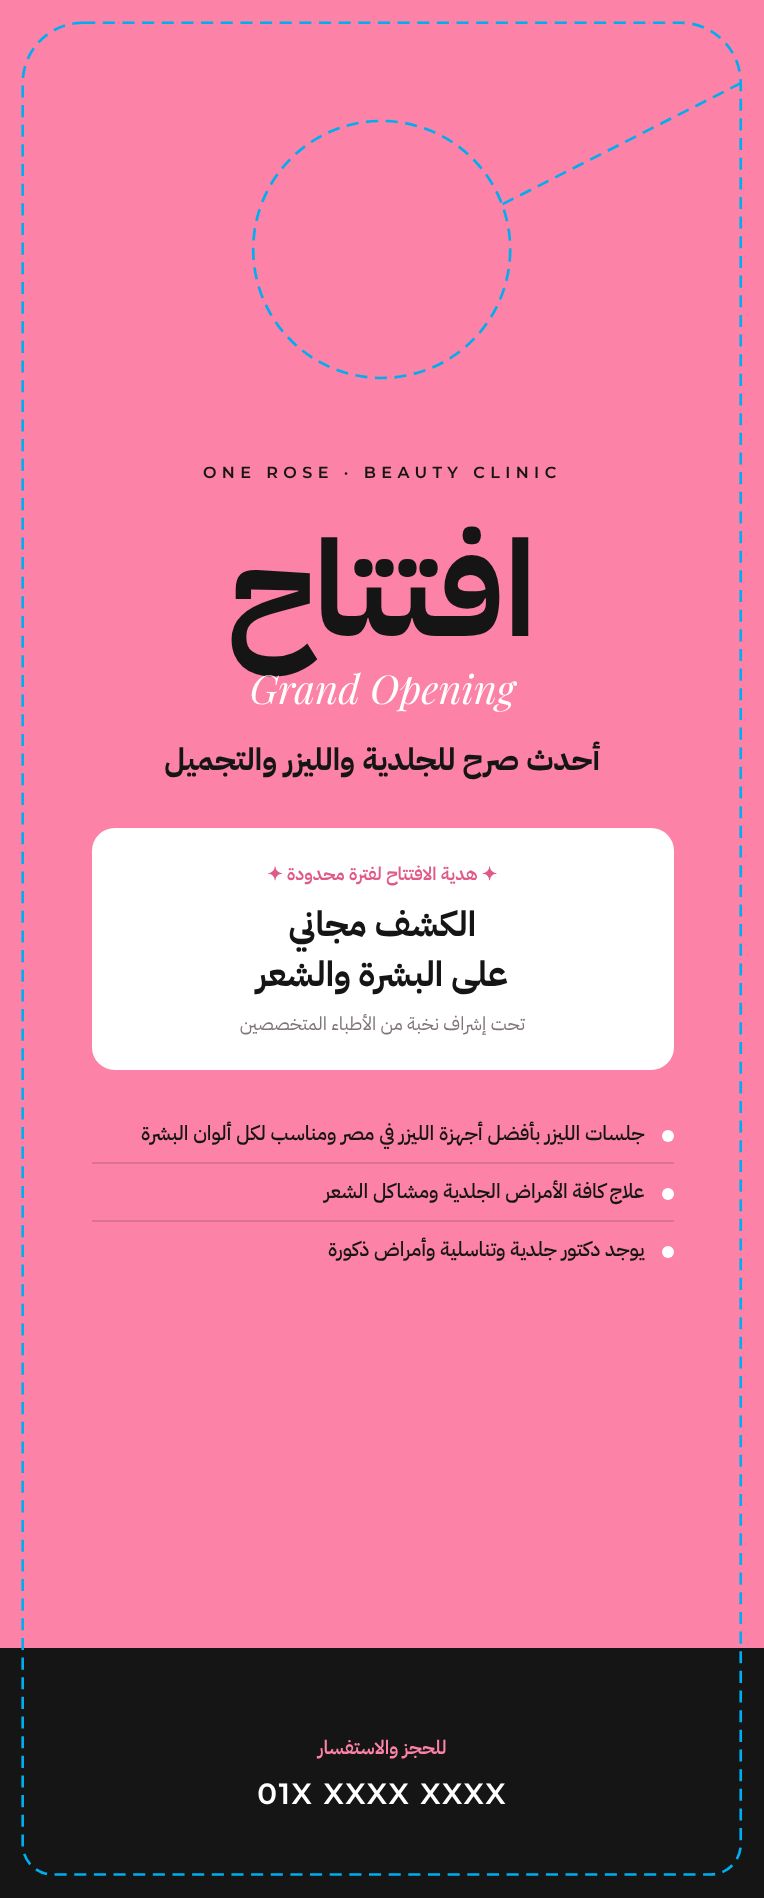 ONE ROSE · BEAUTY CLINIC
افتتاح
Grand Opening
أحدث صرح للجلدية والليزر والتجميل
✦ هدية الافتتاح لفترة محدودة ✦
الكشف مجاني
على البشرة والشعر
تحت إشراف نخبة من الأطباء المتخصصين
جلسات الليزر بأفضل أجهزة الليزر في مصر ومناسب لكل ألوان البشرة
علاج كافة الأمراض الجلدية ومشاكل الشعر
يوجد دكتور جلدية وتناسلية وأمراض ذكورة
للحجز والاستفسار
01X XXXX XXXX